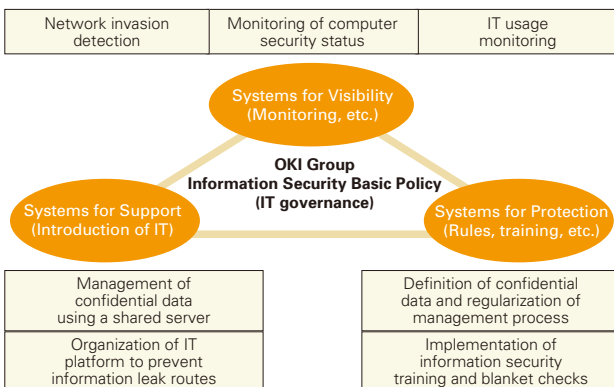 Network invasion
detection
Monitoring of computer
security status
IT usage
monitoring
Systems for Visibility
(Monitoring, etc.)
OKI Group
Information Security Basic Policy
(IT governance)
Systems for Support
(Introduction of IT)
Systems for Protection
(Rules, training, etc.)
Management of
confidential data
using a shared server
Organization of IT
platform to prevent
information leak routes
Definition of confidential
data and regularization of
management process
Implementation of
information security
training and blanket checks